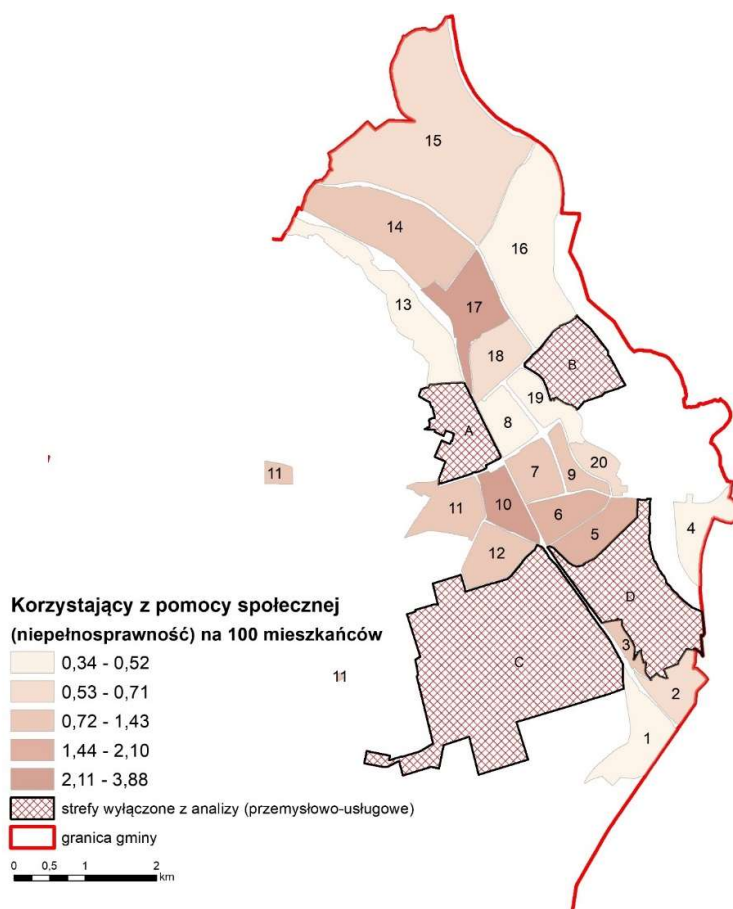 15
14
16
13
17
18
B
19
A
8
7
9
20
11
11
10
6
4
5
12
D
3
C
2
11
1
Korzystający z pomocy społecznej
(niepełnosprawność) na 100 mieszkańców
0,34 - 0,52
0,53 - 0,71
0,72 - 1,43
1,44 - 2,10
2,11 - 3,88
strefy wyłączone z analizy (przemysłowo-usługowe)
granica gminy
0 0,5 1 2
km